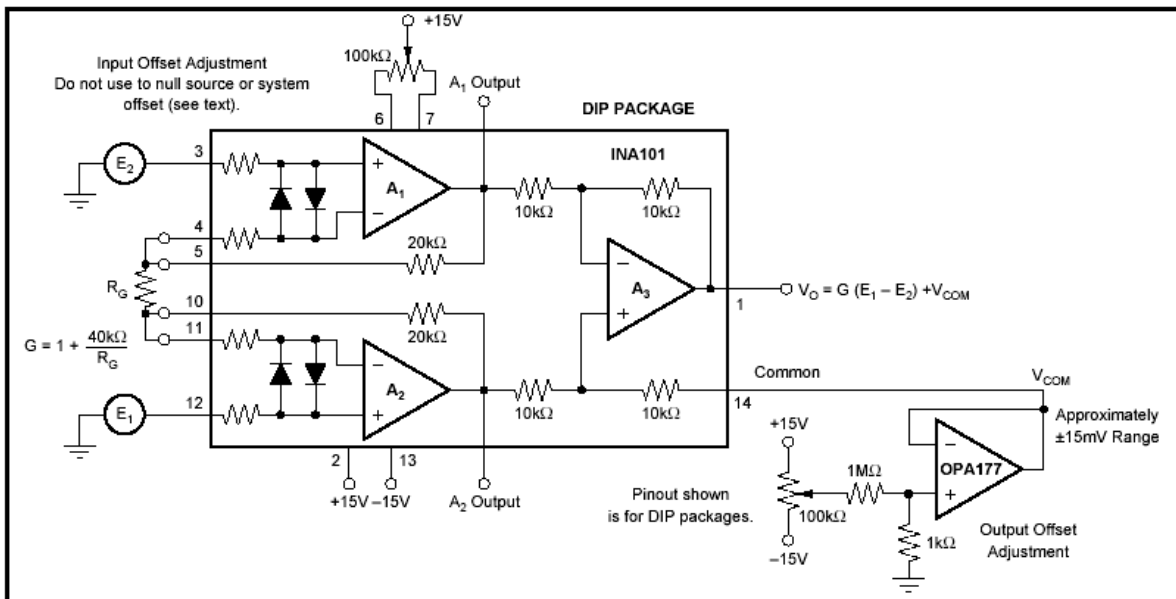 +15V
Input Offset Adjustment
Do not use to null source or system
offset (see text).
100kΩ
A1 Output
6
7
DIP PACKAGE
INA101
E2
3
+
A1
−
10kΩ
10kΩ
4
5
20kΩ
RG
−
A3
+
1
VO = G (E1 – E2) +VCOM
10
20kΩ
11
G = 1 + 40kΩ
RG
−
A2
+
E1
12
10kΩ
10kΩ
Common
14
VCOM
Approximately
±15mV Range
2
13
+15V
–15V
A2 Output
Pinout shown
is for DIP packages.
+15V
1MΩ
100kΩ
–15V
−
OPA177
+
1kΩ
Output Offset
Adjustment